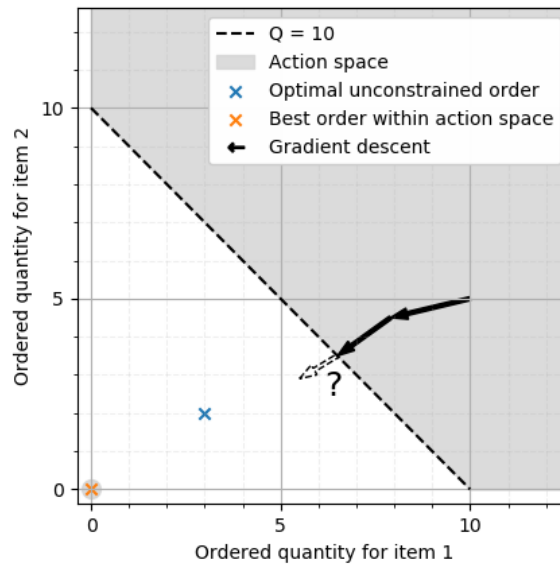 Q = 10
Action space
Optimal unconstrained order
Best order within action space
Gradient descent
10
5
0
?
0
5
10
Ordered quantity for item 2
Ordered quantity for item 1